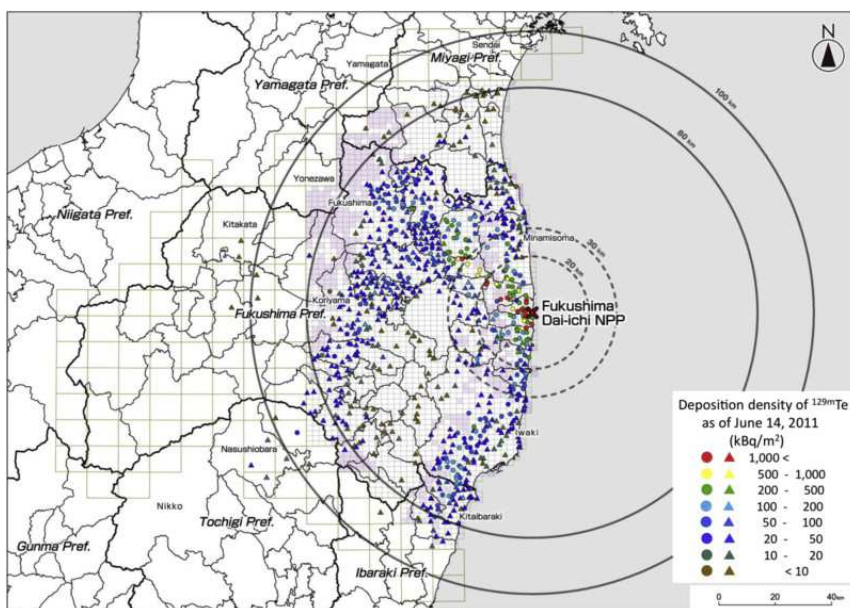 N
Sendai
Miyagi Pref.
Yamagata
Yamagata Pref.
100 km
80 km
Yonezawa
Niigata Pref.
Fukushima
Kitakata
Minamisoma
30 km
20 km
Koriyama
Fukushima Pref.
Fukushima
Dai-ichi NPP
Iwaki
Nasushiobara
Nikko
Kitaibaraki
Tochigi Pref.
Gunma Pref.
Ibaraki Pref.
Deposition density of 129mTe
as of June 14, 2011
(kBq/m2)
1,000 <
500 - 1,000
200 - 500
100 - 200
50 - 100
20 - 50
10 - 20
< 10
0 20 40km